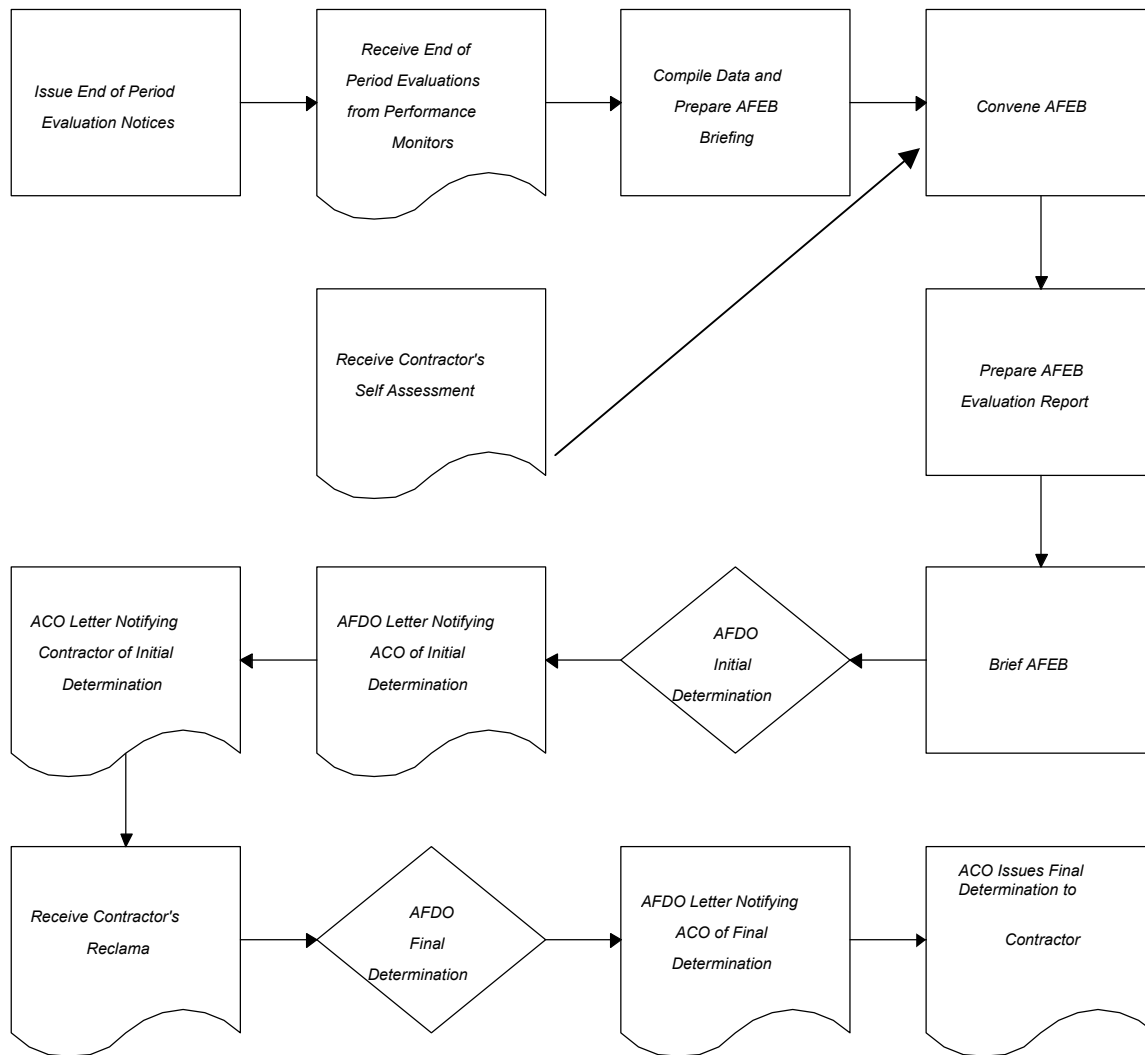 Issue End of Period
Evaluation Notices
Receive End of
Period Evaluations
from Performance
Monitors
Compile Data and
Prepare AFEB
Briefing
Convene AFEB
Receive Contractor's
Self Assessment
Prepare AFEB
Evaluation Report
ACO Letter Notifying
Contractor of Initial
Determination
AFDO Letter Notifying
ACO of Initial
Determination
AFDO
Initial
Determination
Brief AFEB
Receive Contractor's
Reclama
AFDO
Final
Determination
AFDO Letter Notifying
ACO of Final
Determination
ACO Issues Final
Determination to
Contractor